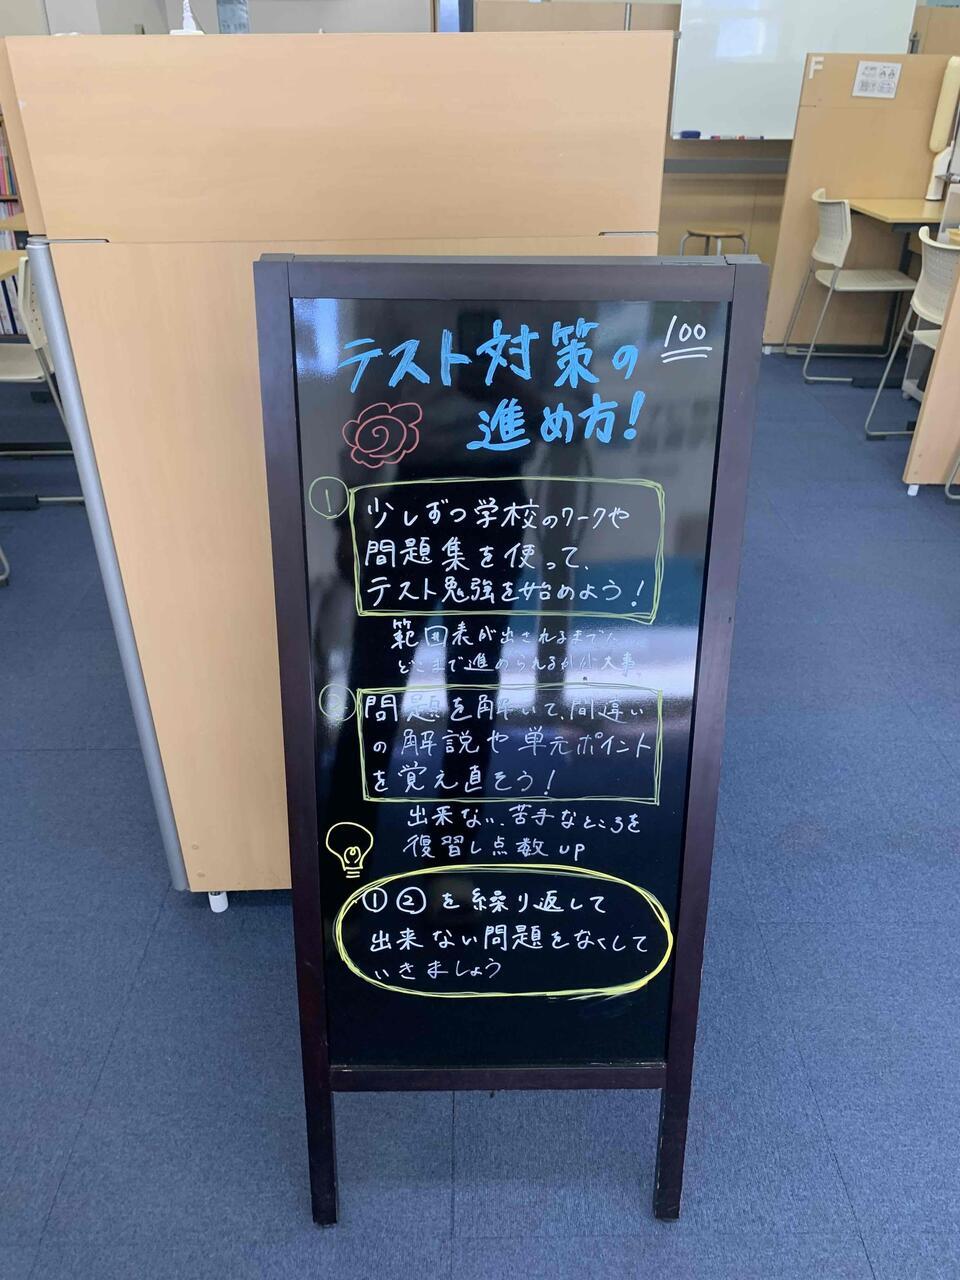 テスト対策の
進め方!
100
① 少しずつ学校のワークや
問題集を使って、
テスト勉強を始めよう!
範囲表が出されるまでに
どこまで進められるかが大事
② 問題を解いて、間違い
の解説や単元ポイント
を覚え直そう!
出来ない、苦手なところを
復習し点数up
①②を繰り返して
出来ない問題をなくして
いきましょう
F